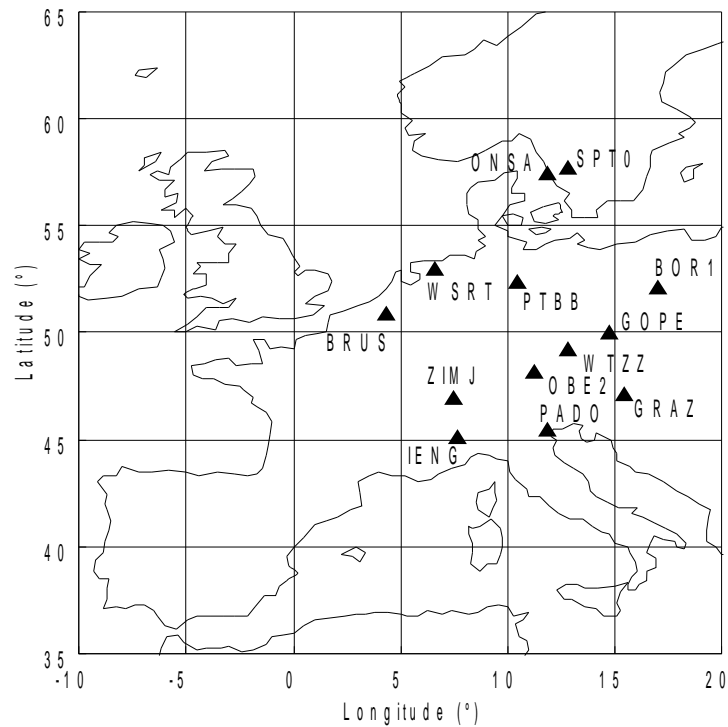 65
60
ONSA
SPT0
55
BOR1
WSRT
PTBB
GOPE
50
BRUS
WTZZ
ZIMJ
OBE2
GRAZ
PADO
45
IENG
40
35
-10
-5
0
5
10
15
20
Latitude (º)
Longitude (º)